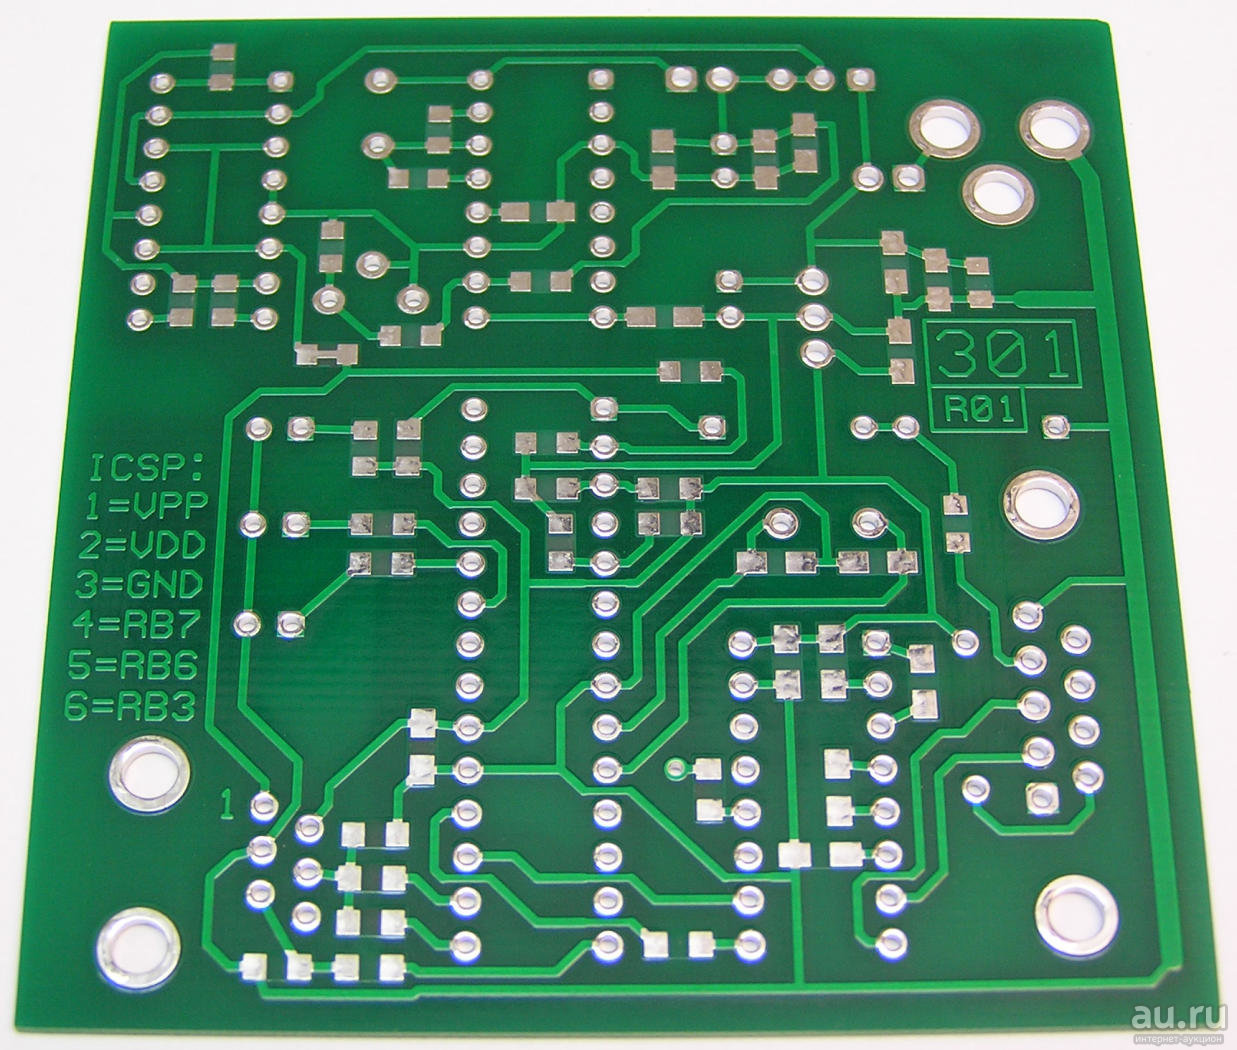 301
R01
ICSP:
1=VPP
2=VDD
3=GND
4=RB7
5=RB6
6=RB3
1
au.ru
интернет-аукцион